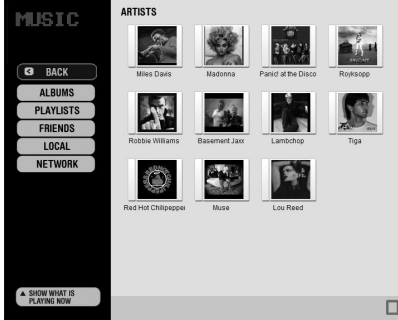 MUSIC
ARTISTS
BACK
ALBUMS
PLAYLISTS
FRIENDS
LOCAL
NETWORK
Miles Davis
Madonna
Panic! at the Disco
Royksopp
Robbie Williams
Basement Jaxx
Lambchop
Tiga
Red Hot Chilipepper
Muse
Lou Reed
SHOW WHAT IS
PLAYING NOW